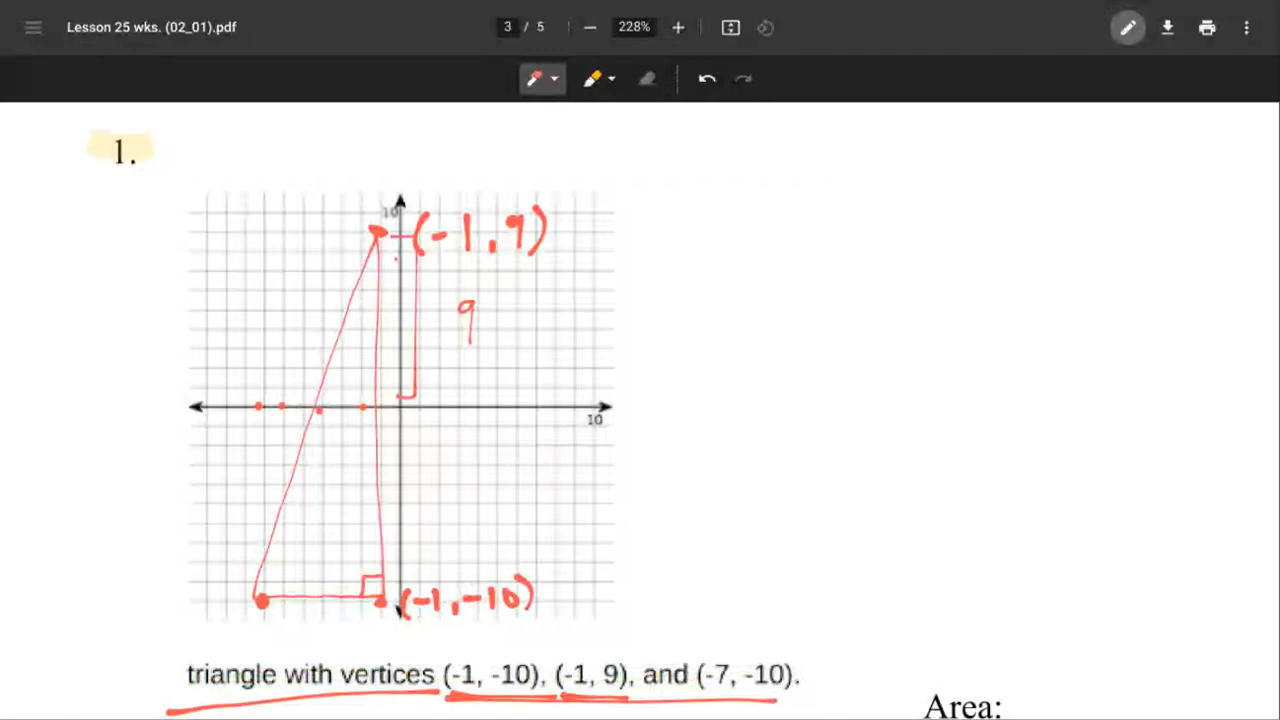 Lesson 25 wks. (02_01).pdf
3 / 5
228%
1.
10
(-1, 9)
9
10
(-1, -10)
triangle with vertices (-1, -10), (-1, 9), and (-7, -10).
Area: